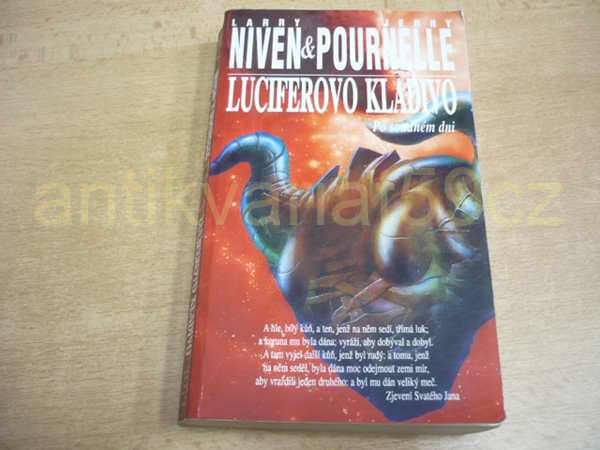 LARRY JERRY
NIVEN & POURNELLE
LUCIFEROVO KLADIVO
Po soudném dni
antikvariat59cz
A hle, bílý kůň, a ten, jenž na něm sedí, třímá luk;
a koruna mu byla dána; vyráží, aby dobýval a dobyl.
A tam vyjel další kůň, jenž byl rudý: a tomu, jenž
na něm seděl, byla dána moc odejmout zemi mír,
aby vraždili jeden druhého: a byl mu dán veliký meč.
Zjevení Svatého Jana